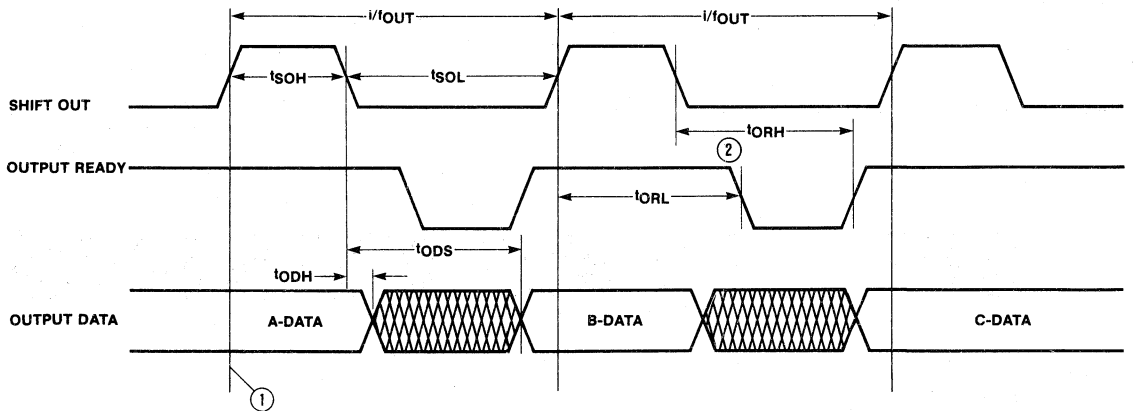 i/fOUT i/fOUT
tSOH tSOL
SHIFT OUT
tORH
②
OUTPUT READY
tORL
tODS
tODH
OUTPUT DATA A-DATA B-DATA C-DATA
①